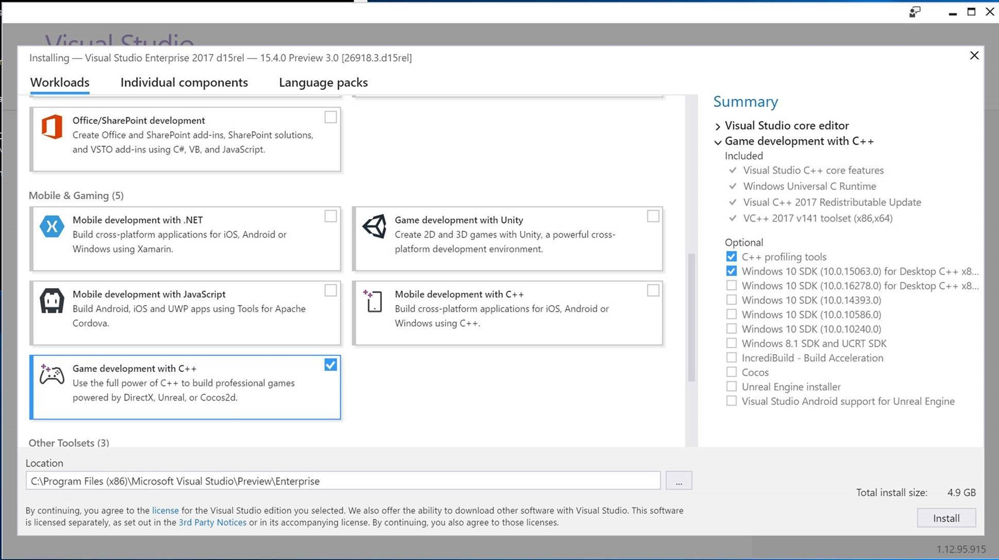 Visual Studio
Installing — Visual Studio Enterprise 2017 d15rel — 15.4.0 Preview 3.0 [26918.3.d15rel]
Workloads
Individual components
Language packs
Office/SharePoint development
Create Office and SharePoint add-ins, SharePoint solutions,
and VSTO add-ins using C#, VB, and JavaScript.
Mobile & Gaming (5)
Mobile development with .NET
Build cross-platform applications for iOS, Android or
Windows using Xamarin.
Game development with Unity
Create 2D and 3D games with Unity, a powerful cross-
platform development environment.
Mobile development with JavaScript
Build Android, iOS and UWP apps using Tools for Apache
Cordova.
Mobile development with C++
Build cross-platform applications for iOS, Android or
Windows using C++.
Game development with C++
Use the full power of C++ to build professional games
powered by DirectX, Unreal, or Cocos2d.
Other Toolsets (3)
Summary
Visual Studio core editor
Game development with C++
Included
Visual Studio C++ core features
Windows Universal C Runtime
Visual C++ 2017 Redistributable Update
VC++ 2017 v141 toolset (x86,x64)
Optional
C++ profiling tools
Windows 10 SDK (10.0.15063.0) for Desktop C++ x8...
Windows 10 SDK (10.0.16278.0) for Desktop C++ x8...
Windows 10 SDK (10.0.14393.0)
Windows 10 SDK (10.0.10586.0)
Windows 10 SDK (10.0.10240.0)
Windows 8.1 SDK and UCRT SDK
IncrediBuild - Build Acceleration
Cocos
Unreal Engine installer
Visual Studio Android support for Unreal Engine
Location
C:\Program Files (x86)\Microsoft Visual Studio\Preview\Enterprise
...
By continuing, you agree to the license for the Visual Studio edition you selected. We also offer the ability to download other software with Visual Studio. This software
is licensed separately, as set out in the 3rd Party Notices or in its accompanying license. By continuing, you also agree to those licenses.
Total install size: 4.9 GB
Install
1.12.95.915